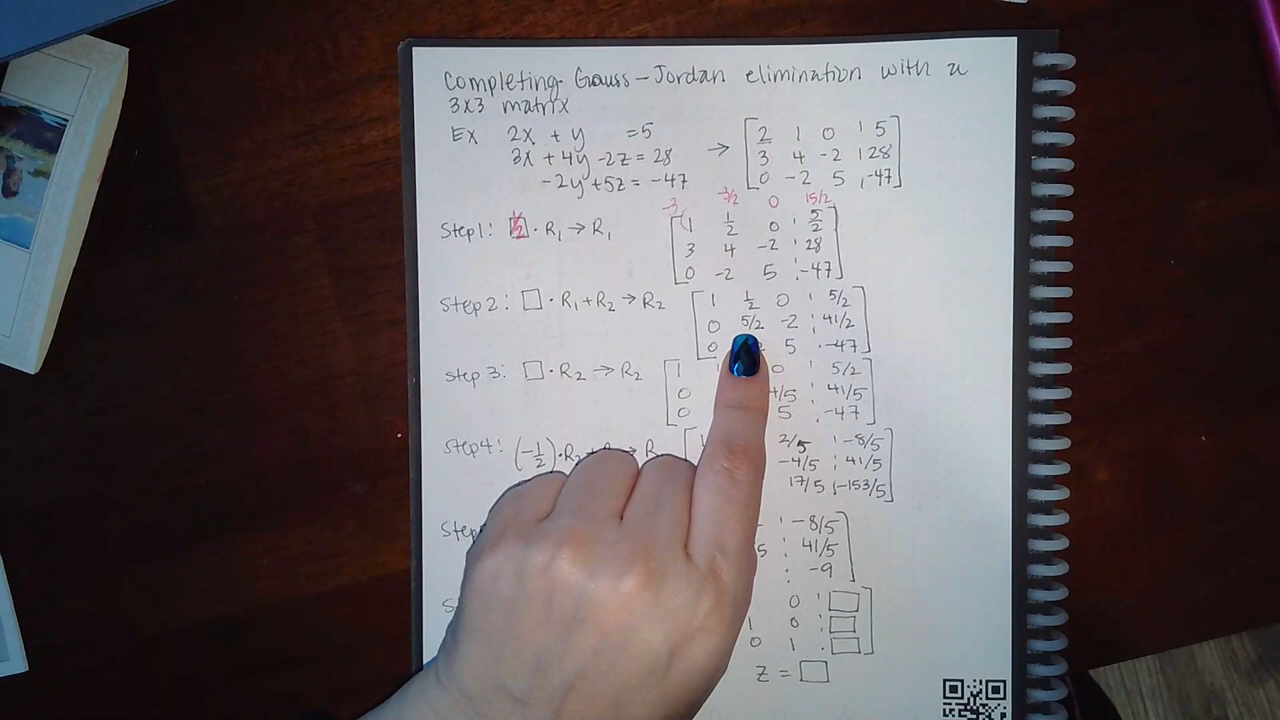 Completing Gauss-Jordan elimination with a
3x3 matrix
Ex 2x + y = 5 → [2 1 0 | 5
3x + 4y - 2z = 28 3 4 -2 | 28
-2y + 5z = -47 0 -2 5 | -47]
-3 -3/2 0 15/2
Step 1: 1/2 · R1 → R1 [1 1/2 0 | 5/2
3 4 -2 | 28
0 -2 5 | -47]
Step 2: □ · R1 + R2 → R2 [1 1/2 0 | 5/2
0 5/2 -2 | 41/2
0 5 | -47]
Step 3: □ · R2 → R2 [1 0 | 5/2
0 4/5 | 41/5
0 5 | -47]
Step 4: (-1/2) · R2 → R [1 2/5 | -8/5
-4/5 | 41/5
17/5 | -153/5]
Step | -8/5
5 | 41/5
| -9]
0 | □
1 0 | □
0 1 | □]
z = □